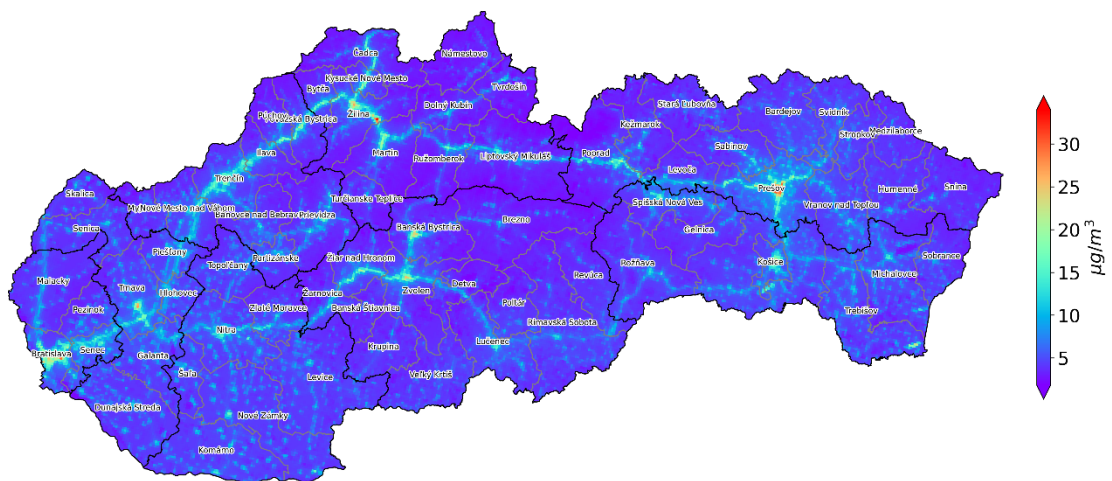 Čadca
Námestovo
Kysucké Nové Mesto
Bytča
Tvrdošín
Dolný Kubín
Žilina
Považská Bystrica
Ilava
Martin
Ružomberok
Liptovský Mikuláš
Trenčín
Turčianske Teplice
Prievidza
Bánovce nad Bebravou
Nové Mesto nad Váhom
Skalica
Senica
Partizánske
Topoľčany
Piešťany
Hlohovec
Trnava
Malacky
Pezinok
Senec
Bratislava
Galanta
Dunajská Streda
Šaľa
Nitra
Zlaté Moravce
Nové Zámky
Komárno
Levice
Žarnovica
Žiar nad Hronom
Banská Štiavnica
Banská Bystrica
Brezno
Zvolen
Detva
Krupina
Veľký Krtíš
Lučenec
Poltár
Rimavská Sobota
Revúca
Rožňava
Stará Ľubovňa
Kežmarok
Poprad
Levoča
Spišská Nová Ves
Gelnica
Sabinov
Bardejov
Svidník
Stropkov
Medzilaborce
Prešov
Humenné
Snina
Vranov nad Topľou
Košice
Michalovce
Sobrance
Trebišov
30
25
20
15
10
5
μg/m³